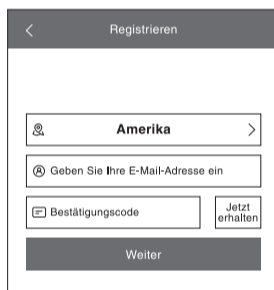 Registrieren
Amerika
Geben Sie Ihre E-Mail-Adresse ein
Bestätigungscode
Jetzt
erhalten
Weiter